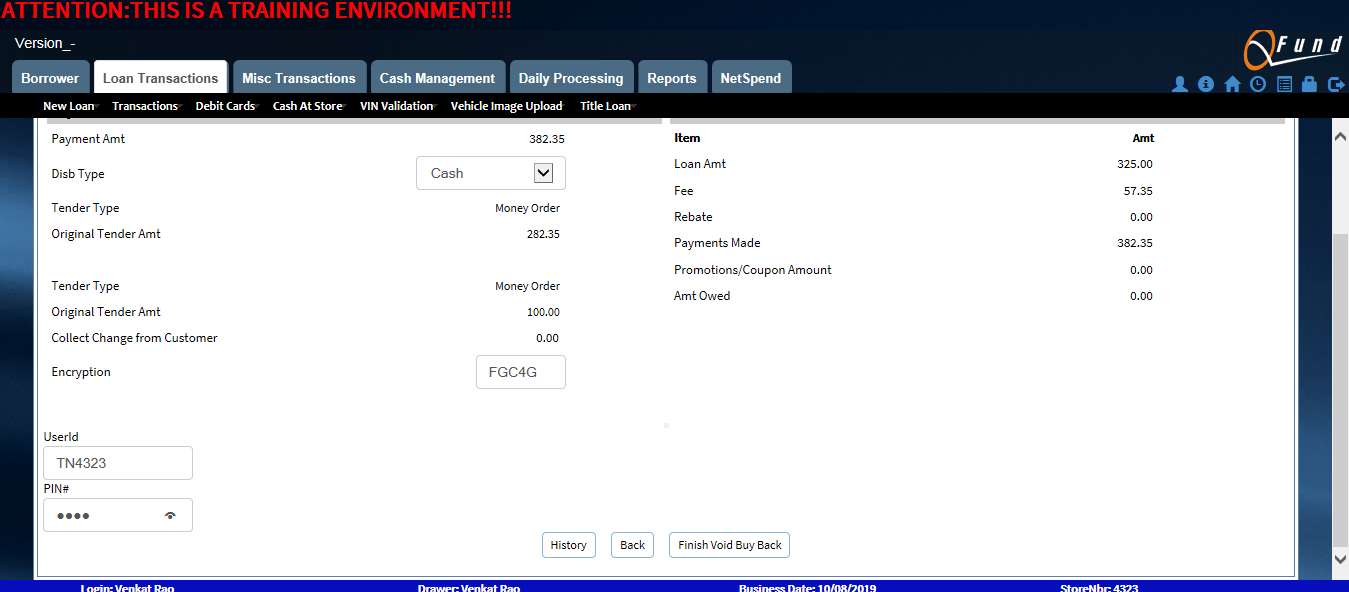 ATTENTION:THIS IS A TRAINING ENVIRONMENT!!!
Version_-
QFund
Borrower Loan Transactions Misc Transactions Cash Management Daily Processing Reports NetSpend
New Loan Transactions Debit Cards Cash At Store VIN Validation Vehicle Image Upload Title Loan
Payment Amt 382.35
Disb Type Cash
Tender Type Money Order
Original Tender Amt 282.35
Tender Type Money Order
Original Tender Amt 100.00
Collect Change from Customer 0.00
Encryption FGC4G
Item Amt
Loan Amt 325.00
Fee 57.35
Rebate 0.00
Payments Made 382.35
Promotions/Coupon Amount 0.00
Amt Owed 0.00
UserId
TN4323
PIN#
••••
History Back Finish Void Buy Back
Login: Venkat Rao Drawer: Venkat Rao Business Date: 10/08/2019 StoreNbr: 4323